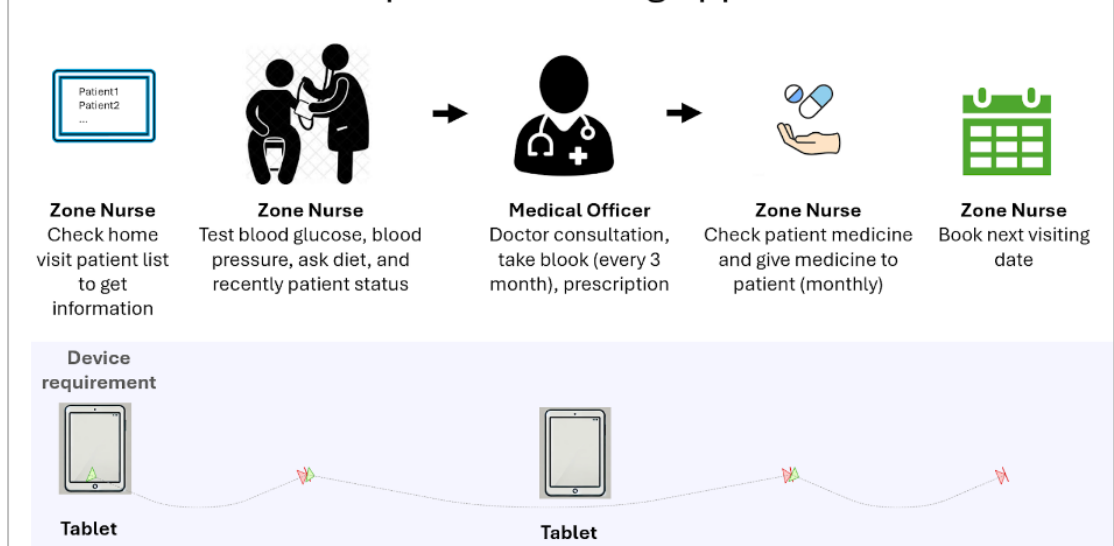 Patient1
Patient2
...
Zone Nurse
Check home
visit patient list
to get
information
Zone Nurse
Test blood glucose, blood
pressure, ask diet, and
recently patient status
Medical Officer
Doctor consultation,
take blook (every 3
month), prescription
Zone Nurse
Check patient medicine
and give medicine to
patient (monthly)
Zone Nurse
Book next visiting
date
Device
requirement
Tablet
Tablet